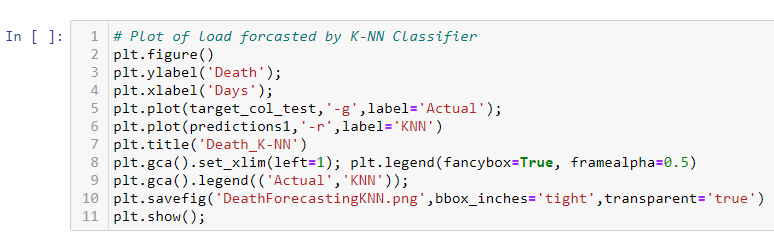 In [ ]:
1 # Plot of load forcasted by K-NN Classifier
2 plt.figure()
3 plt.ylabel('Death');
4 plt.xlabel('Days');
5 plt.plot(target_col_test,'-g',label='Actual');
6 plt.plot(predictions1,'-r',label='KNN')
7 plt.title('Death_K-NN')
8 plt.gca().set_xlim(left=1); plt.legend(fancybox=True, framealpha=0.5)
9 plt.gca().legend(('Actual','KNN'));
10 plt.savefig('DeathForecastingKNN.png',bbox_inches='tight',transparent='true')
11 plt.show();